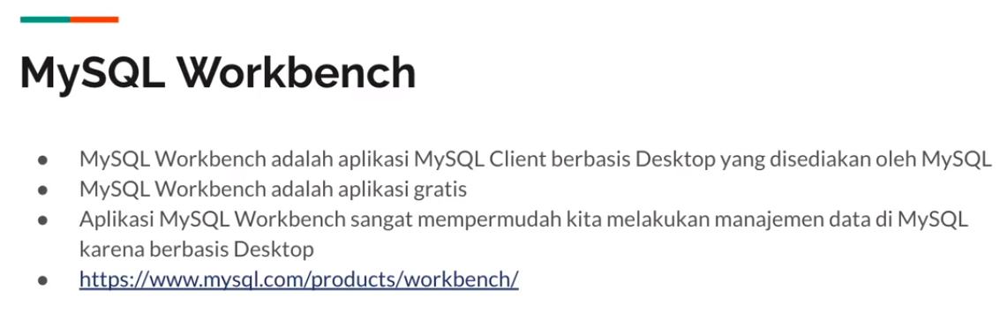 MySQL Workbench
● MySQL Workbench adalah aplikasi MySQL Client berbasis Desktop yang disediakan oleh MySQL
● MySQL Workbench adalah aplikasi gratis
● Aplikasi MySQL Workbench sangat mempermudah kita melakukan manajemen data di MySQL
karena berbasis Desktop
● https://www.mysql.com/products/workbench/